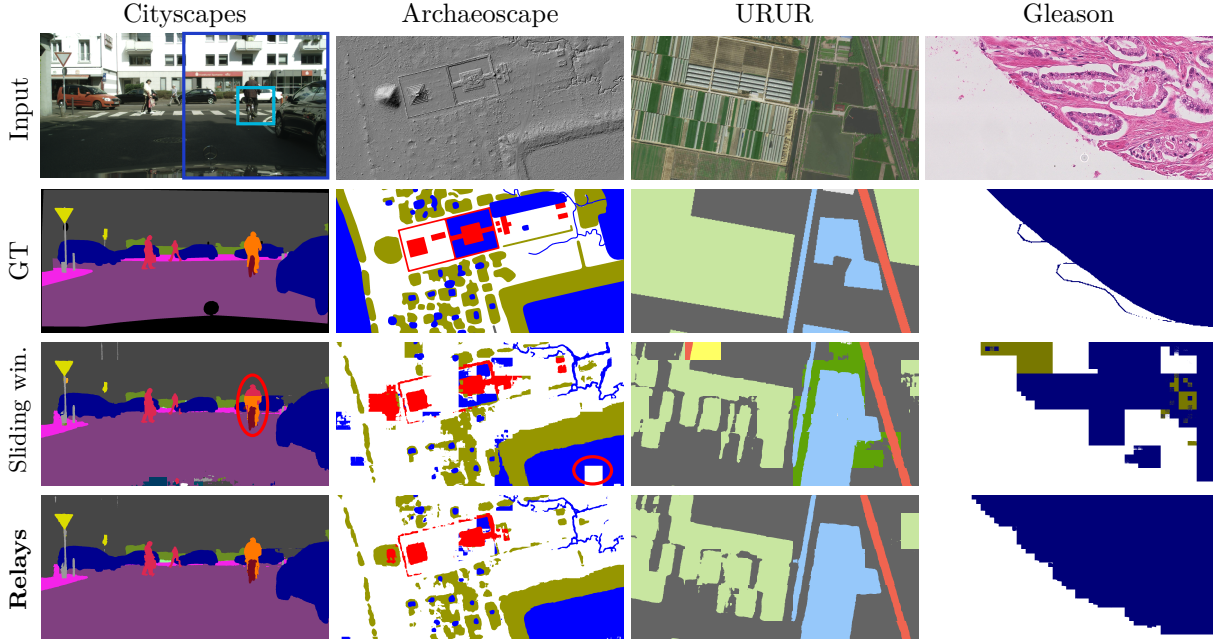 Cityscapes Archaeoscape URUR Gleason
Input
GT
Sliding win.
Relays